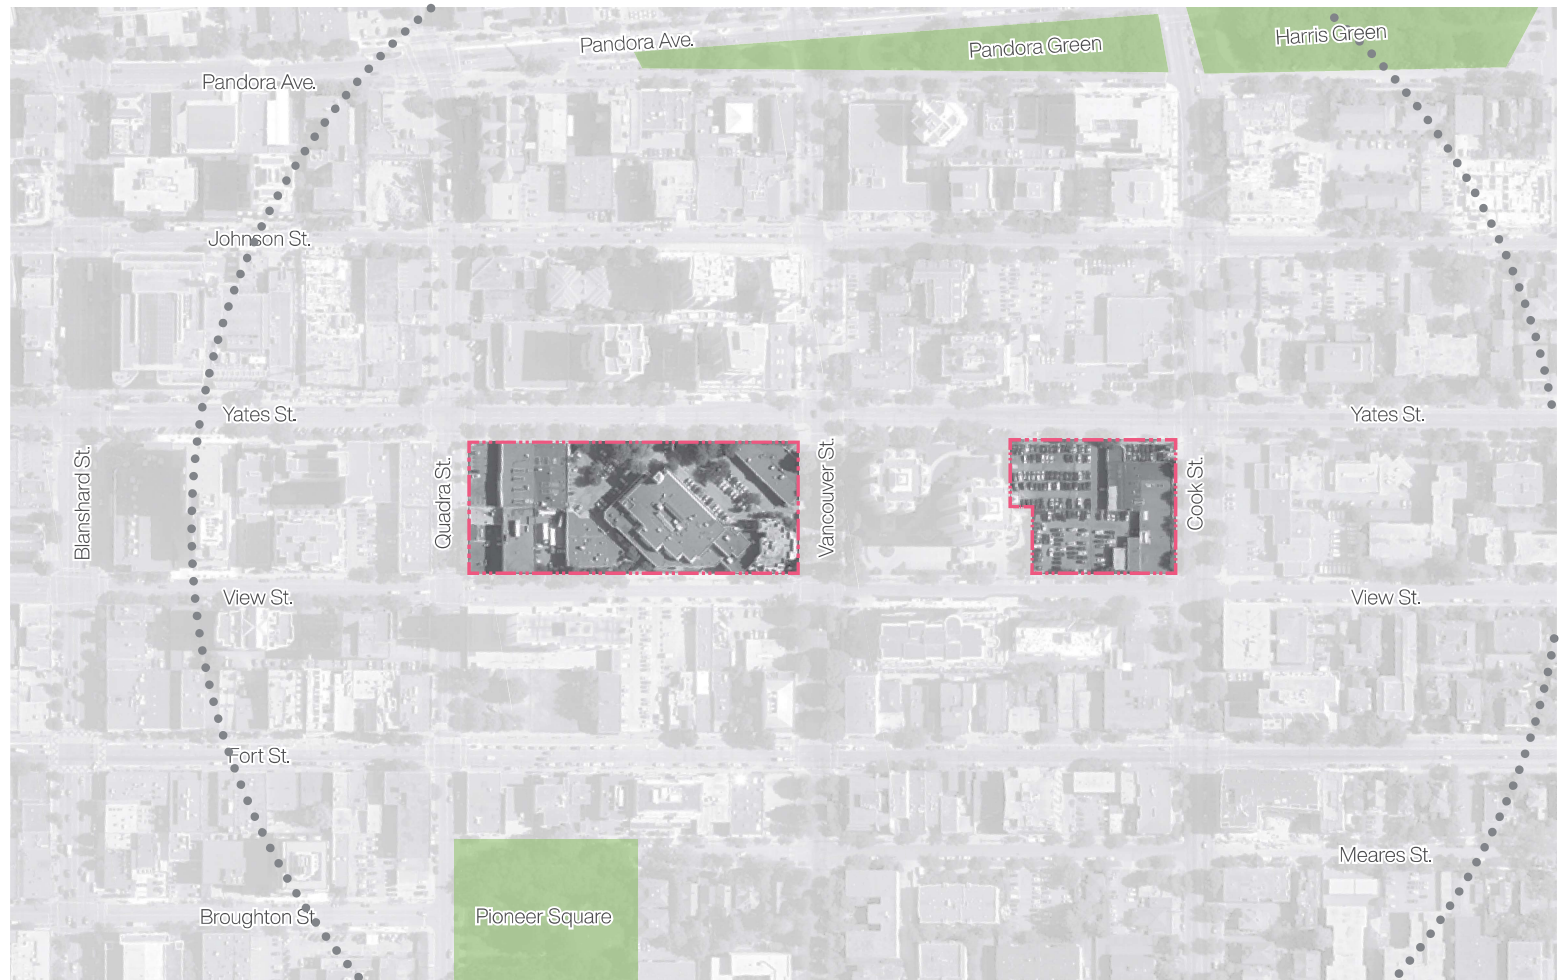 Pandora Ave.
Pandora Green
Harris Green
Pandora Ave.
Johnson St.
Yates St.
Yates St.
Blanshard St.
Quadra St.
Vancouver St.
Cook St.
View St.
View St.
Fort St.
Meares St.
Broughton St.
Pioneer Square